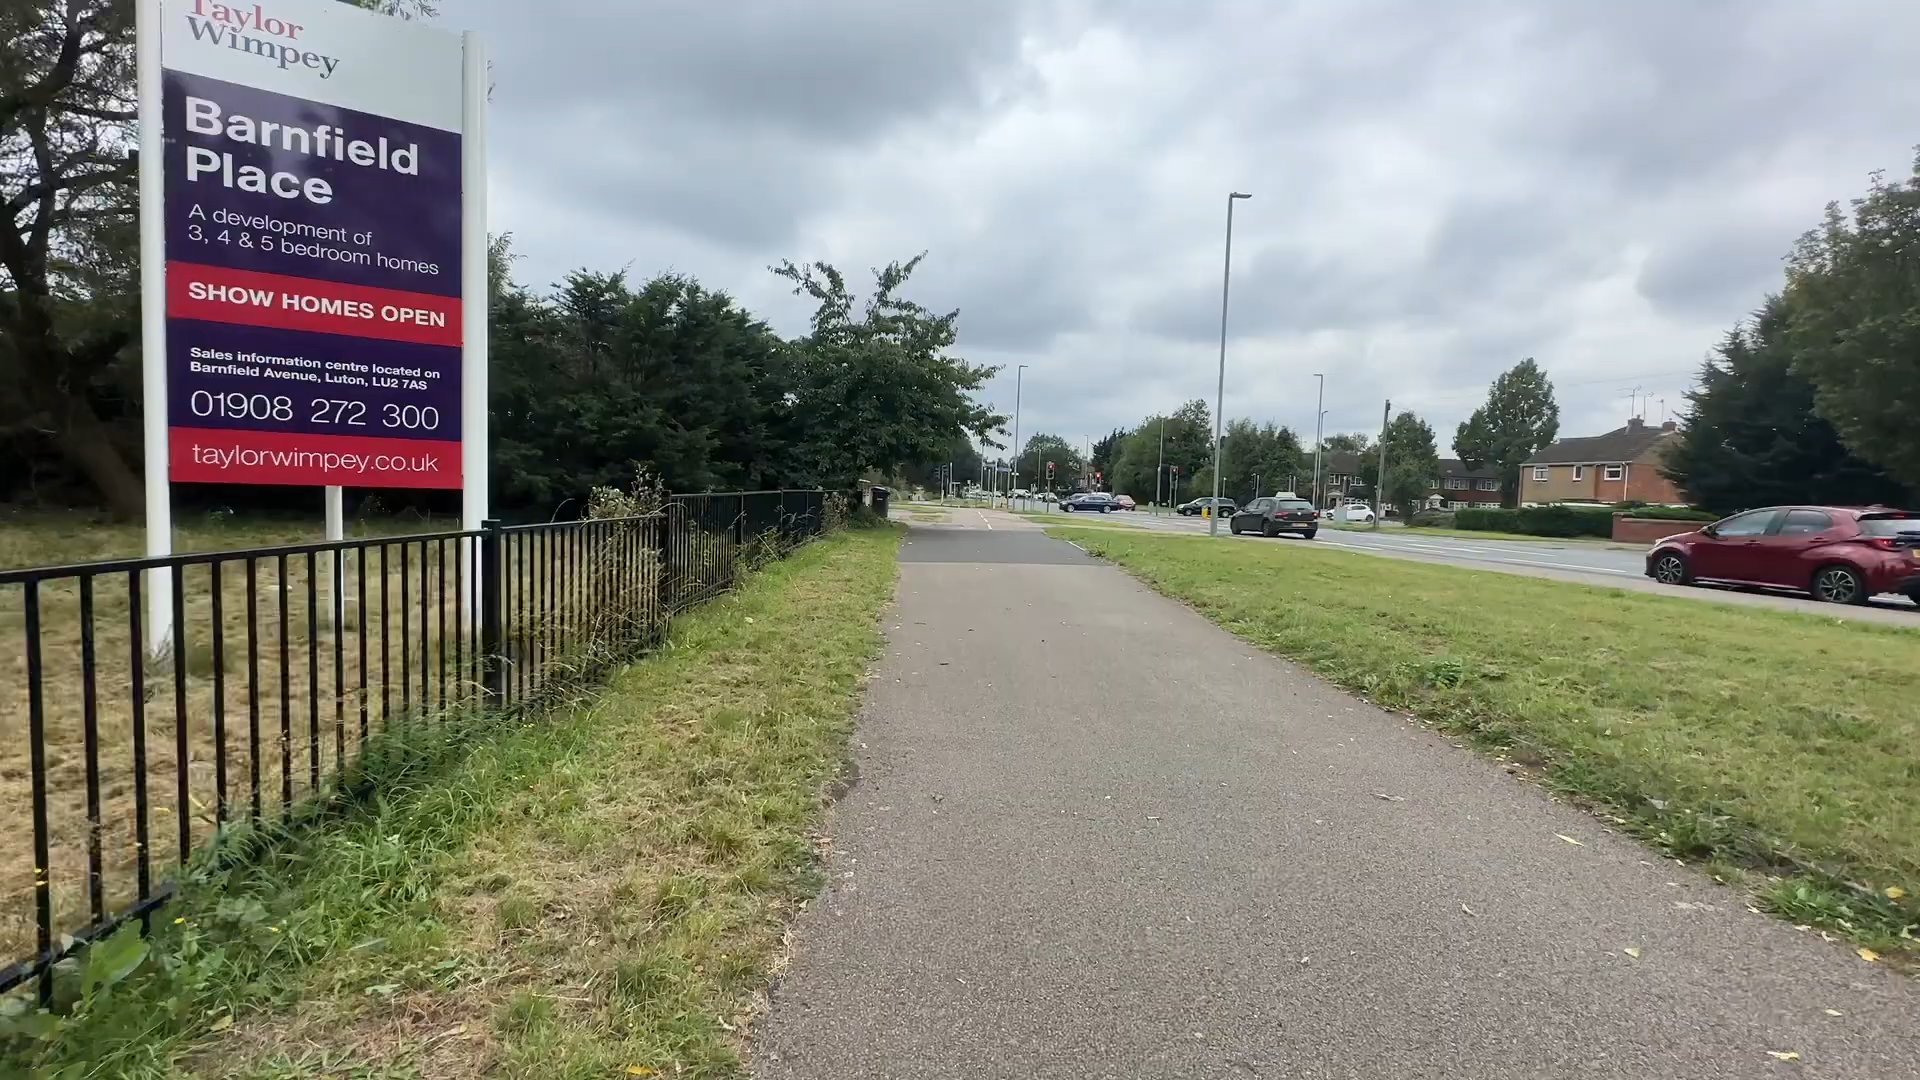 Taylor
Wimpey
Barnfield
Place
A development of
3, 4 & 5 bedroom homes
SHOW HOMES OPEN
Sales information centre located on
Barnfield Avenue, Luton, LU2 7AS
01908 272 300
taylorwimpey.co.uk